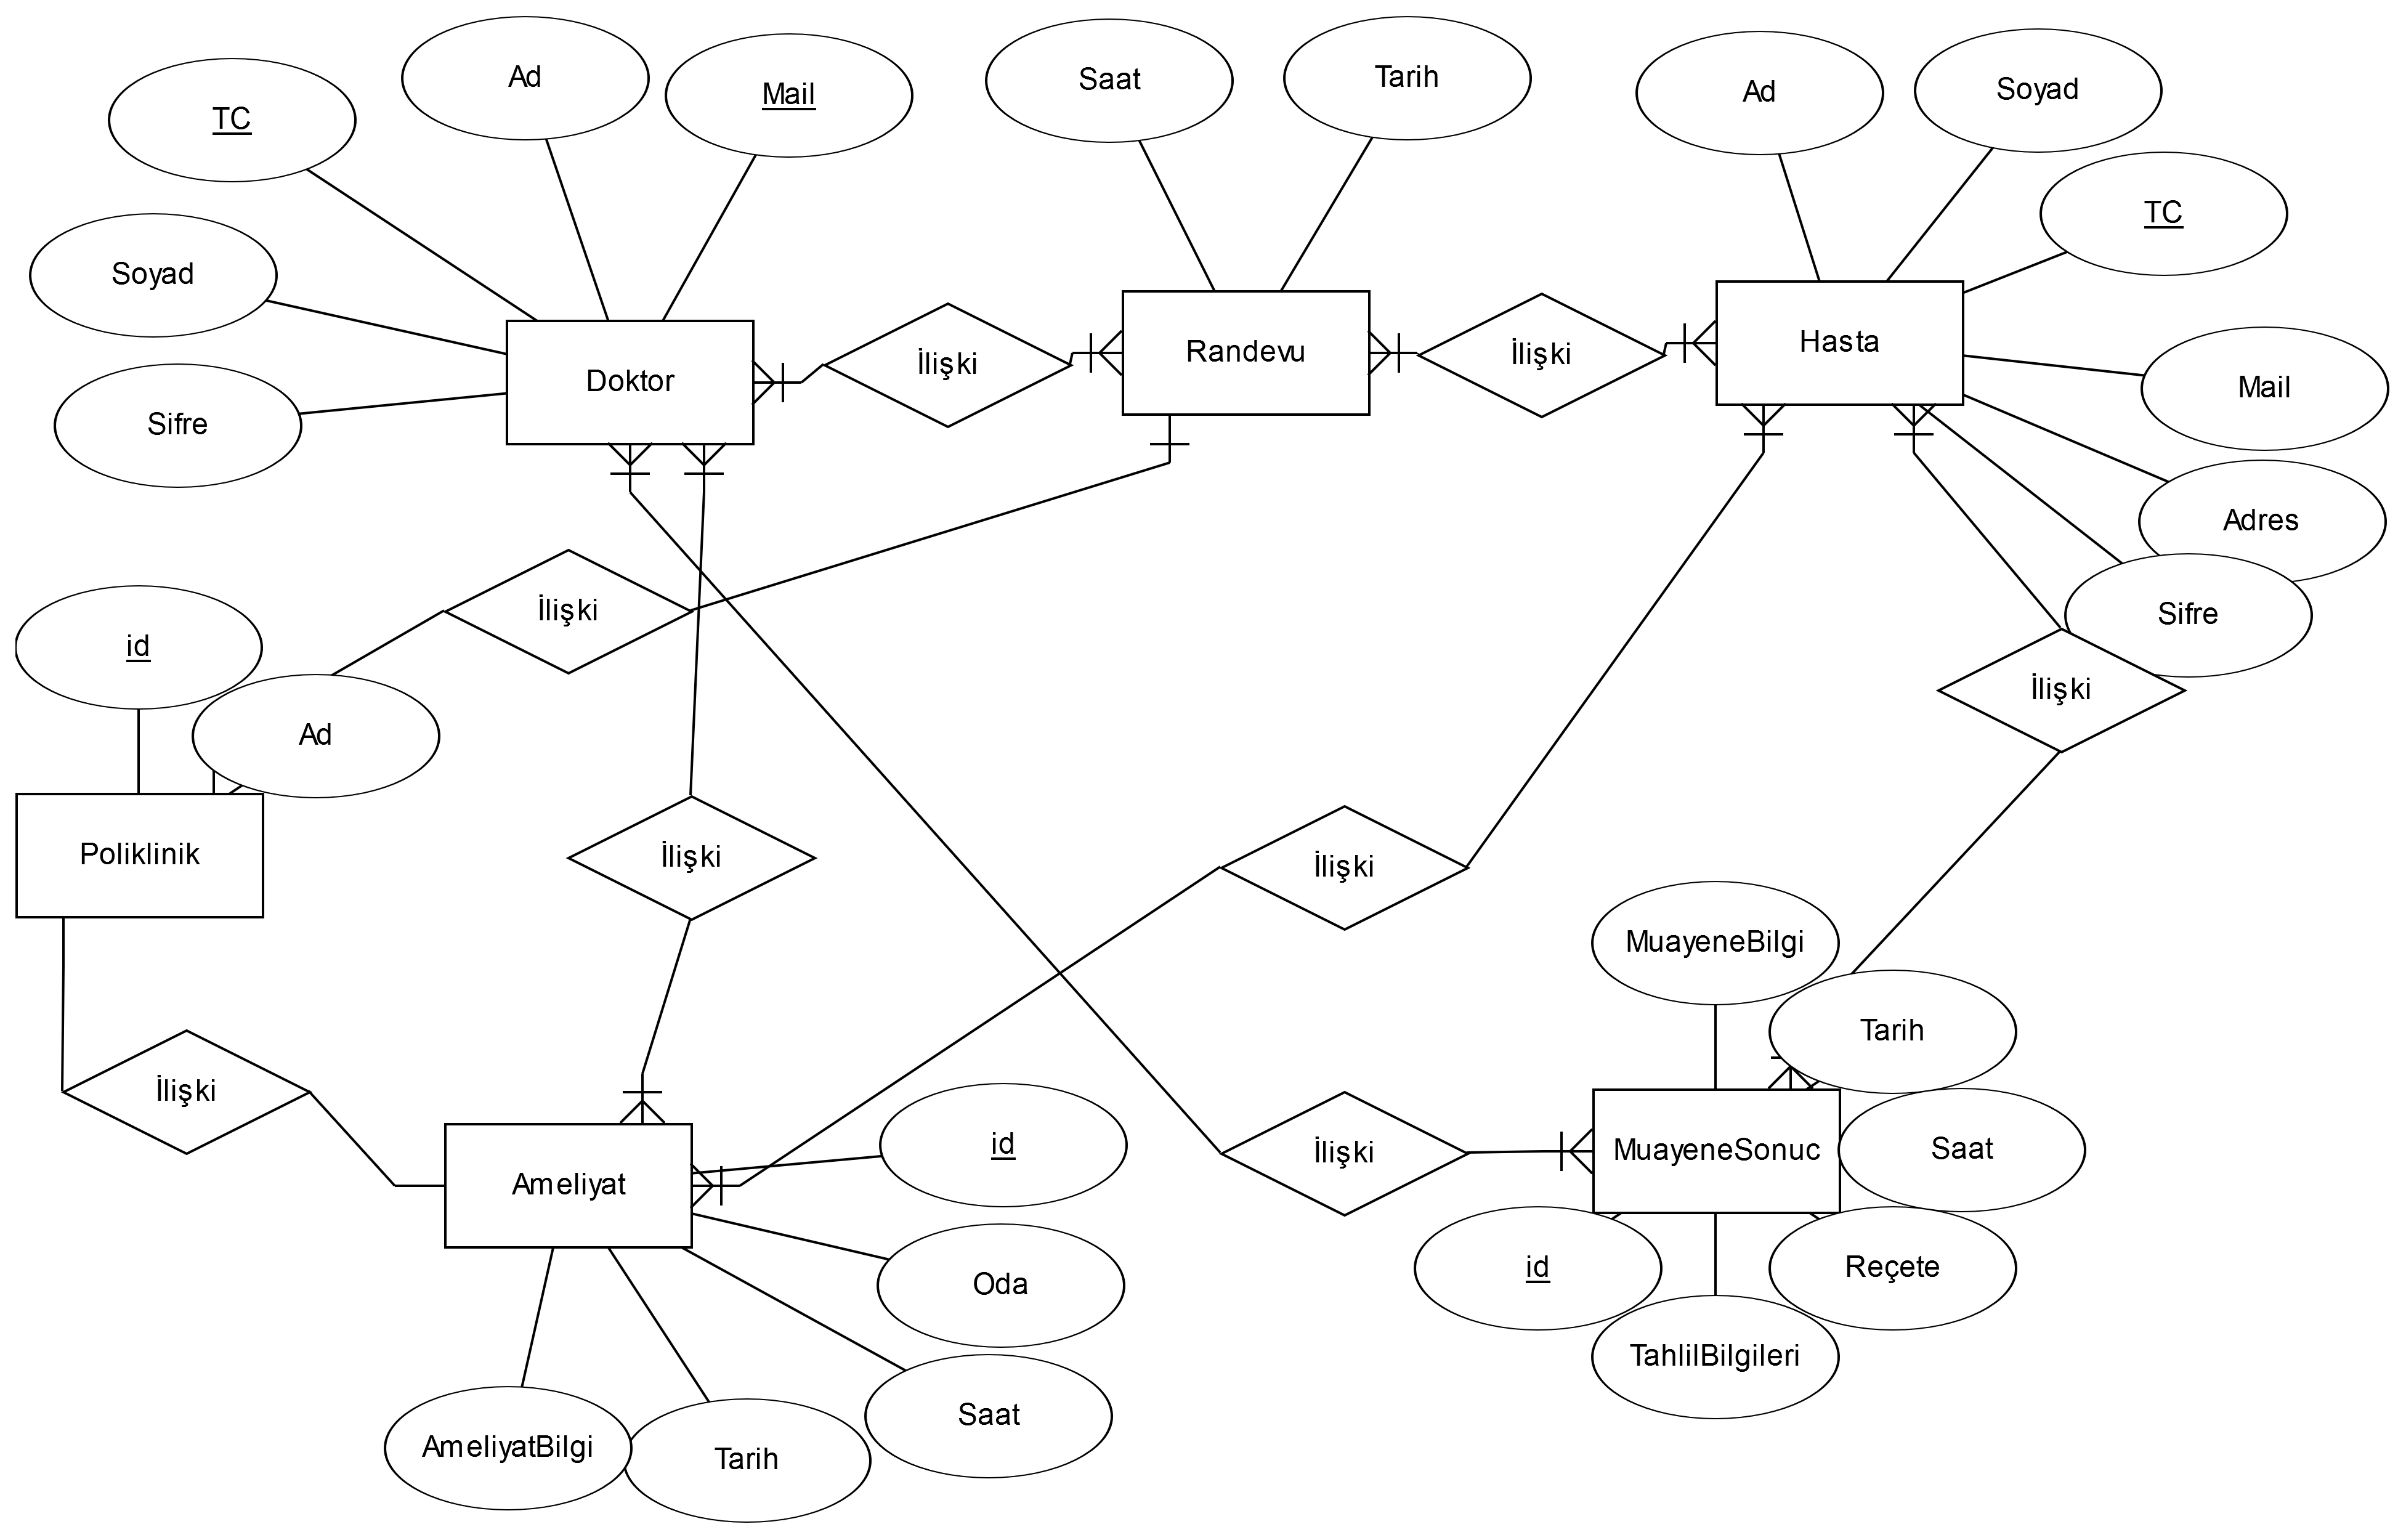 Ad
Mail
TC
Saat
Tarih
Ad
Soyad
TC
Soyad
Sifre
Doktor
İlişki
Randevu
İlişki
Hasta
Mail
Adres
Sifre
İlişki
İlişki
id
Ad
Poliklinik
İlişki
İlişki
MuayeneBilgi
Tarih
İlişki
Ameliyat
id
İlişki
MuayeneSonuc
Saat
Oda
id
Reçete
TahlilBilgileri
Saat
AmeliyatBilgi
Tarih